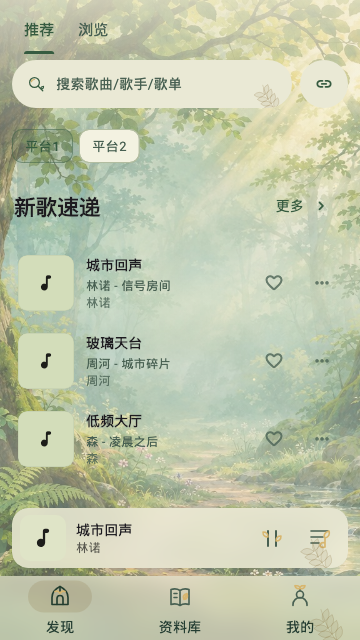 推荐 浏览
搜索歌曲/歌手/歌单
平台1 平台2
新歌速递 更多
城市回声
林诺 - 信号房间
林诺
玻璃天台
周河 - 城市碎片
周河
低频大厅
森 - 凌晨之后
森
城市回声
林诺
发现 资料库 我的